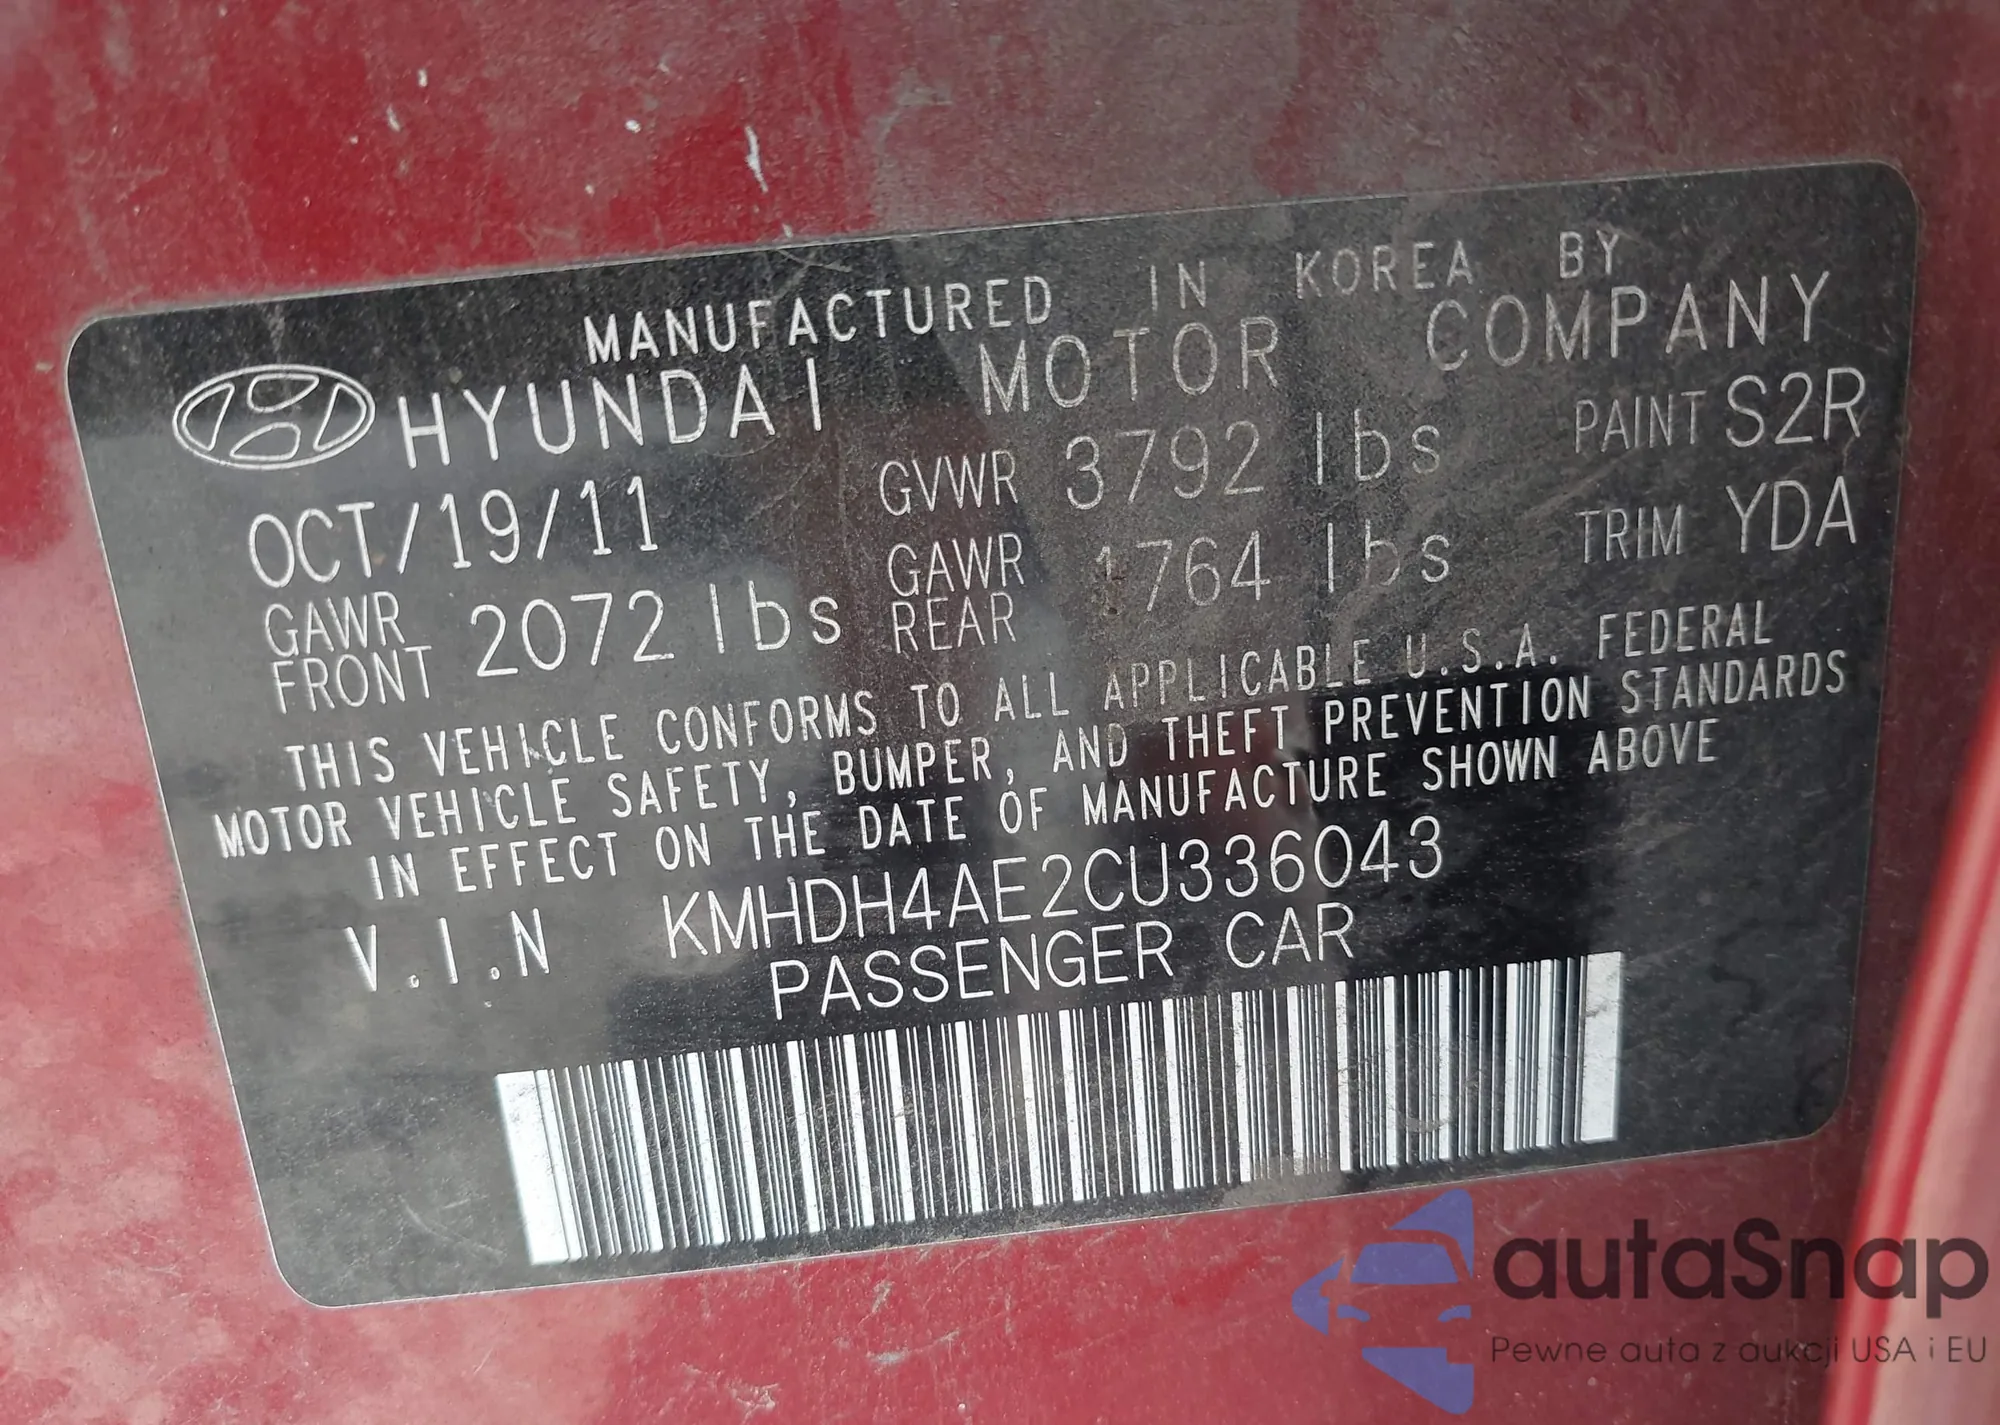 MANUFACTURED IN KOREA BY
HYUNDAI MOTOR COMPANY
OCT/19/11 GVWR 3792 lbs PAINT S2R
GAWR FRONT 2072 lbs GAWR REAR 1764 lbs TRIM YDA
THIS VEHICLE CONFORMS TO ALL APPLICABLE U.S.A. FEDERAL
MOTOR VEHICLE SAFETY, BUMPER, AND THEFT PREVENTION STANDARDS
IN EFFECT ON THE DATE OF MANUFACTURE SHOWN ABOVE
V.I.N KMHDH4AE2CU336043
PASSENGER CAR
autaSnap
Pewne auta z aukcji USA i EU